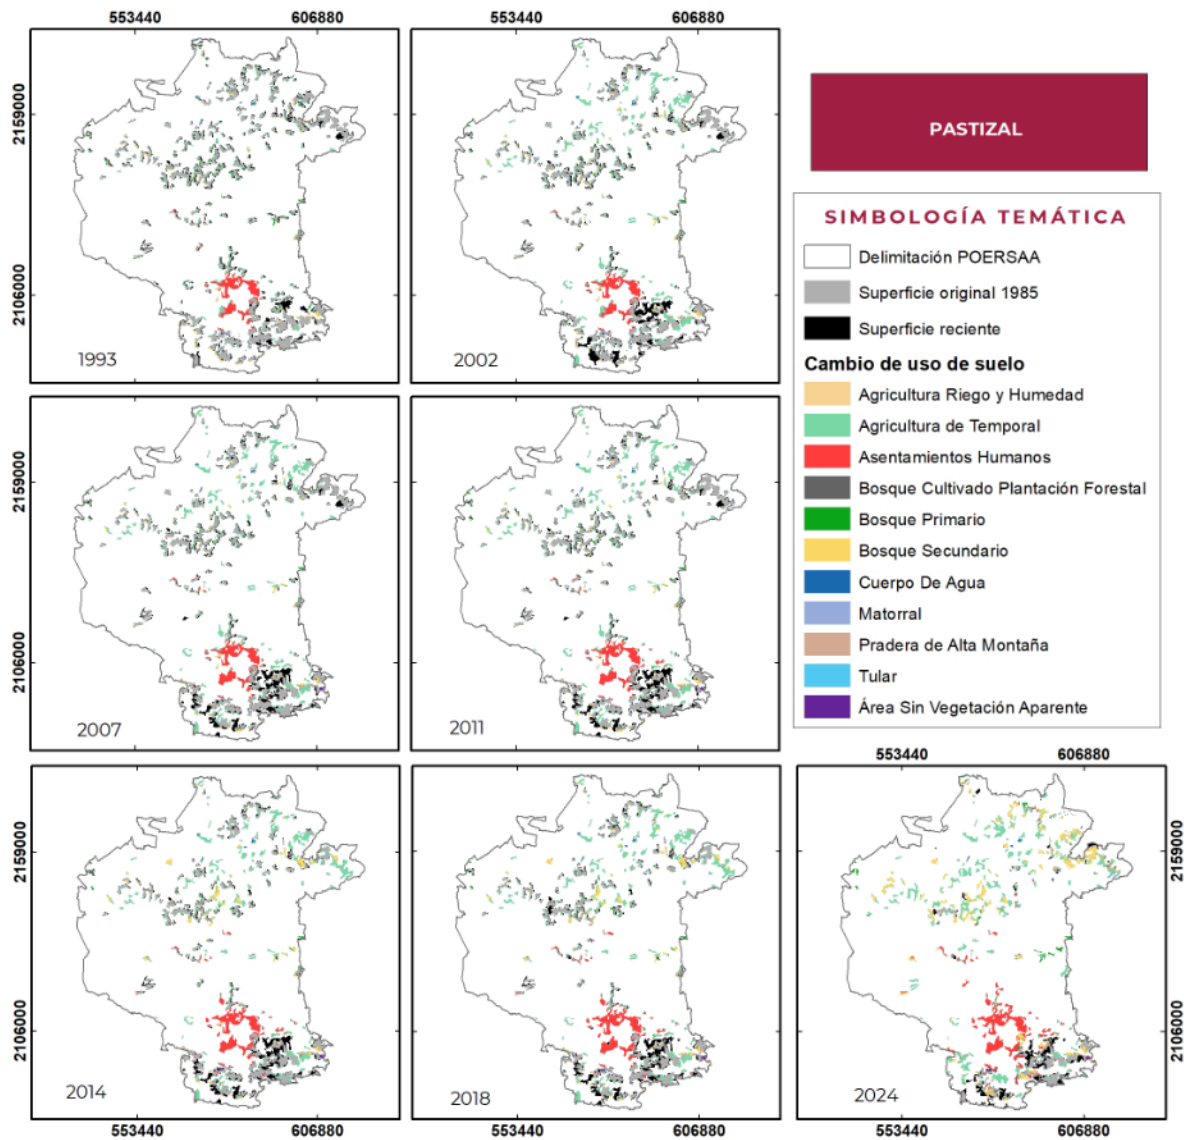 553440 606880 553440 606880
2159000
2106000
1993
2002
PASTIZAL
SIMBOLOGÍA TEMÁTICA
Delimitación POERSAA
Superficie original 1985
Superficie reciente
Cambio de uso de suelo
Agricultura Riego y Humedad
Agricultura de Temporal
Asentamientos Humanos
Bosque Cultivado Plantación Forestal
Bosque Primario
Bosque Secundario
Cuerpo De Agua
Matorral
Pradera de Alta Montaña
Tular
Área Sin Vegetación Aparente
2159000
2106000
2007
2011
553440 606880
2159000
2106000
2014
2018
2024
2159000
2106000
553440 606880 553440 606880 553440 606880